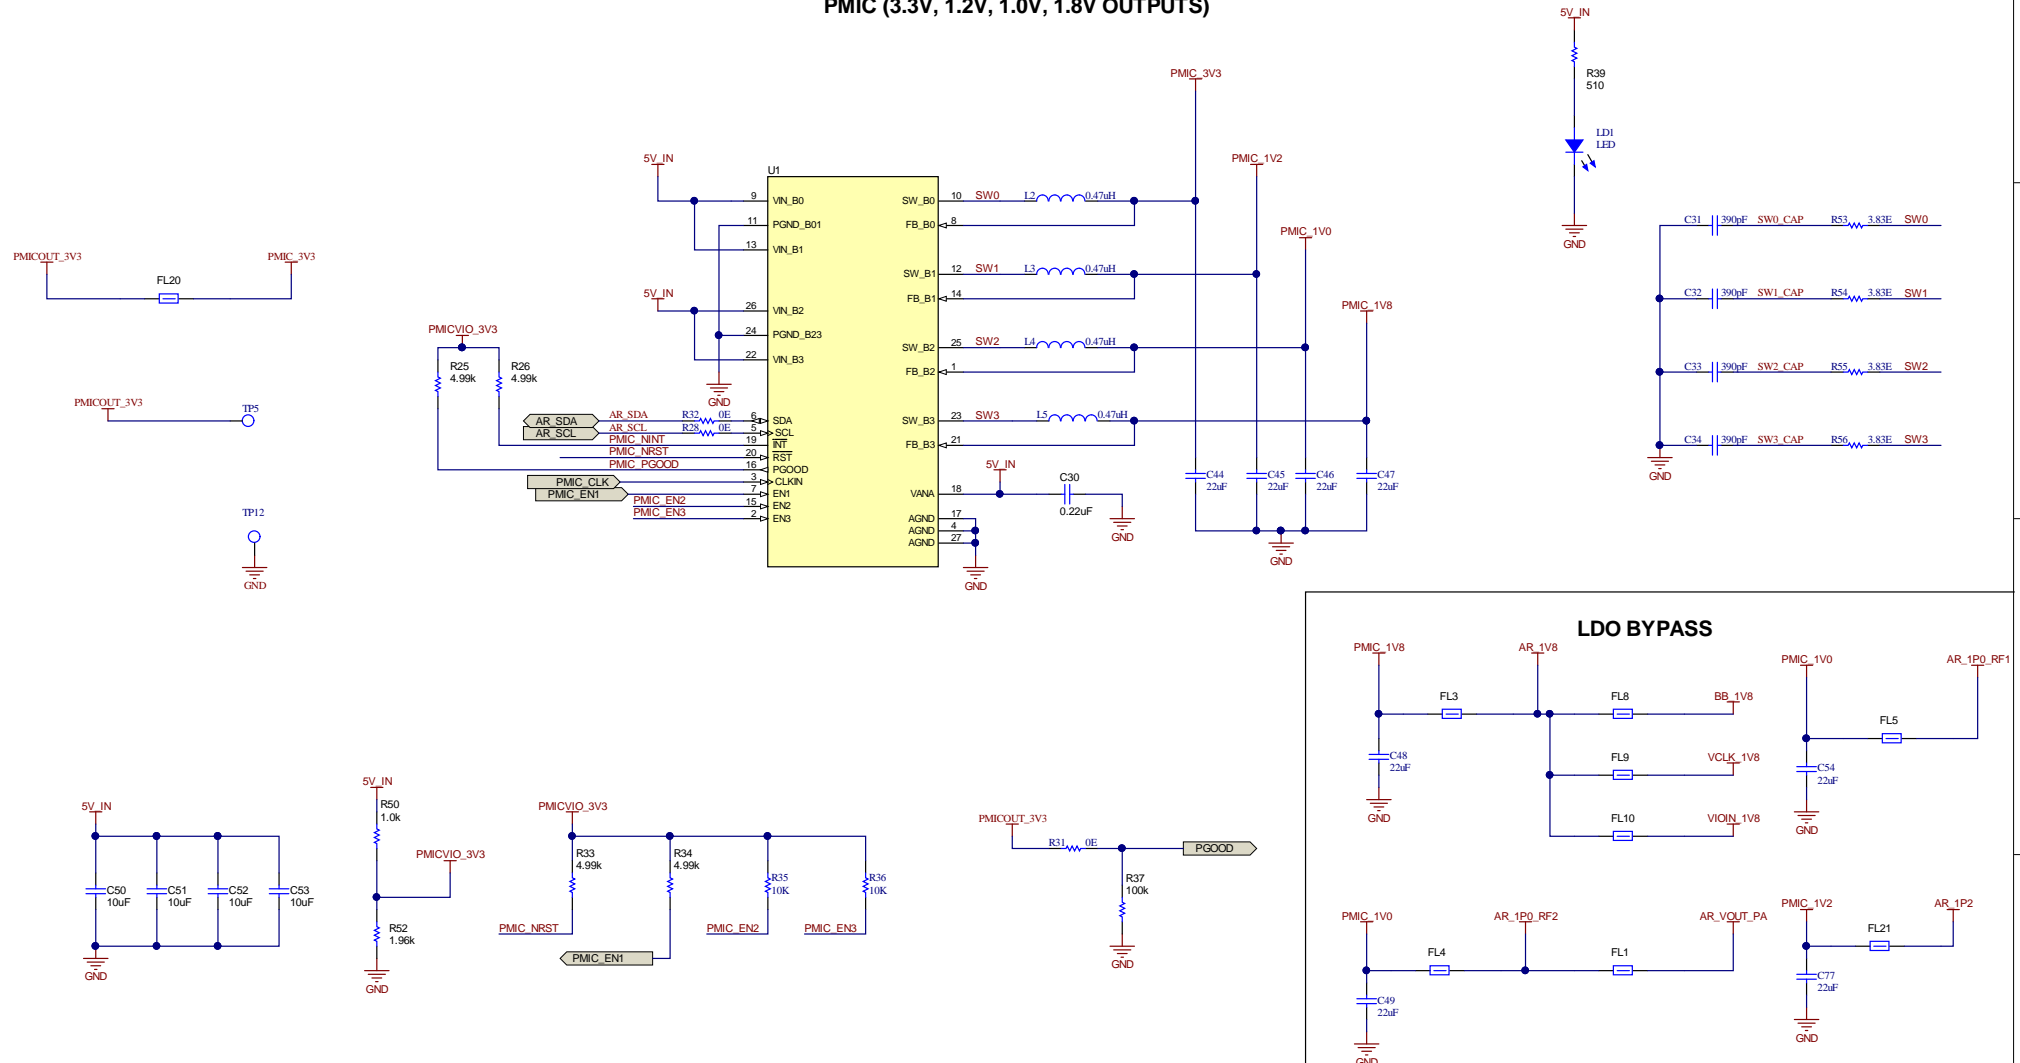 PMIC (3.3V, 1.2V, 1.0V, 1.8V OUTPUTS)
5V_IN
R39
510
LD1
LED
GND
PMIC_3V3
PMIC_1V2
PMIC_1V0
PMIC_1V8
5V_IN
U1
9 VIN_B0
11 PGND_B01
13 VIN_B1
5V_IN
26 VIN_B2
24 PGND_B23
22 VIN_B3
GND
SW_B0 10 SW0 L2 0.47uH
FB_B0 8
SW_B1 12 SW1 L3 0.47uH
FB_B1 14
SW_B2 25 SW2 L4 0.47uH
FB_B2 1
SW_B3 23 SW3 L5 0.47uH
FB_B3 21
PMICVIO_3V3
R25
4.99k
R26
4.99k
AR_SDA AR_SDA R32 0E 6 SDA
AR_SCL AR_SCL R28 0E 5 SCL
PMIC_NINT 19 INT
PMIC_NRST 20 RST
PMIC_PGOOD 16 PGOOD
PMIC_CLK 3 CLKIN
PMIC_EN1 7 EN1
PMIC_EN2 15 EN2
PMIC_EN3 2 EN3
5V_IN
VANA 18
C30
0.22uF
GND
AGND 17
AGND 4
AGND 27
GND
C44
22uF
C45
22uF
C46
22uF
C47
22uF
GND
C31 390pF SW0_CAP R53 3.83E SW0
C32 390pF SW1_CAP R54 3.83E SW1
C33 390pF SW2_CAP R55 3.83E SW2
C34 390pF SW3_CAP R56 3.83E SW3
GND
PMICOUT_3V3
FL20
PMIC_3V3
PMICOUT_3V3
TP5
TP12
GND
5V_IN
C50
10uF
C51
10uF
C52
10uF
C53
10uF
GND
5V_IN
R50
1.0k
PMICVIO_3V3
R52
1.96k
GND
PMICVIO_3V3
R33
4.99k
R34
4.99k
R35
10K
R36
10K
PMIC_NRST
PMIC_EN2
PMIC_EN3
PMIC_EN1
PMICOUT_3V3
R31 0E
PGOOD
R37
100k
GND
LDO BYPASS
PMIC_1V8
AR_1V8
FL3
FL8
BB_1V8
FL9
VCLK_1V8
FL10
VIOIN_1V8
C48
22uF
GND
PMIC_1V0
AR_1P0_RF1
FL5
C54
22uF
GND
PMIC_1V0
AR_1P0_RF2
AR_VOUT_PA
FL4
FL1
C49
22uF
GND
PMIC_1V2
AR_1P2
FL21
C77
22uF
GND